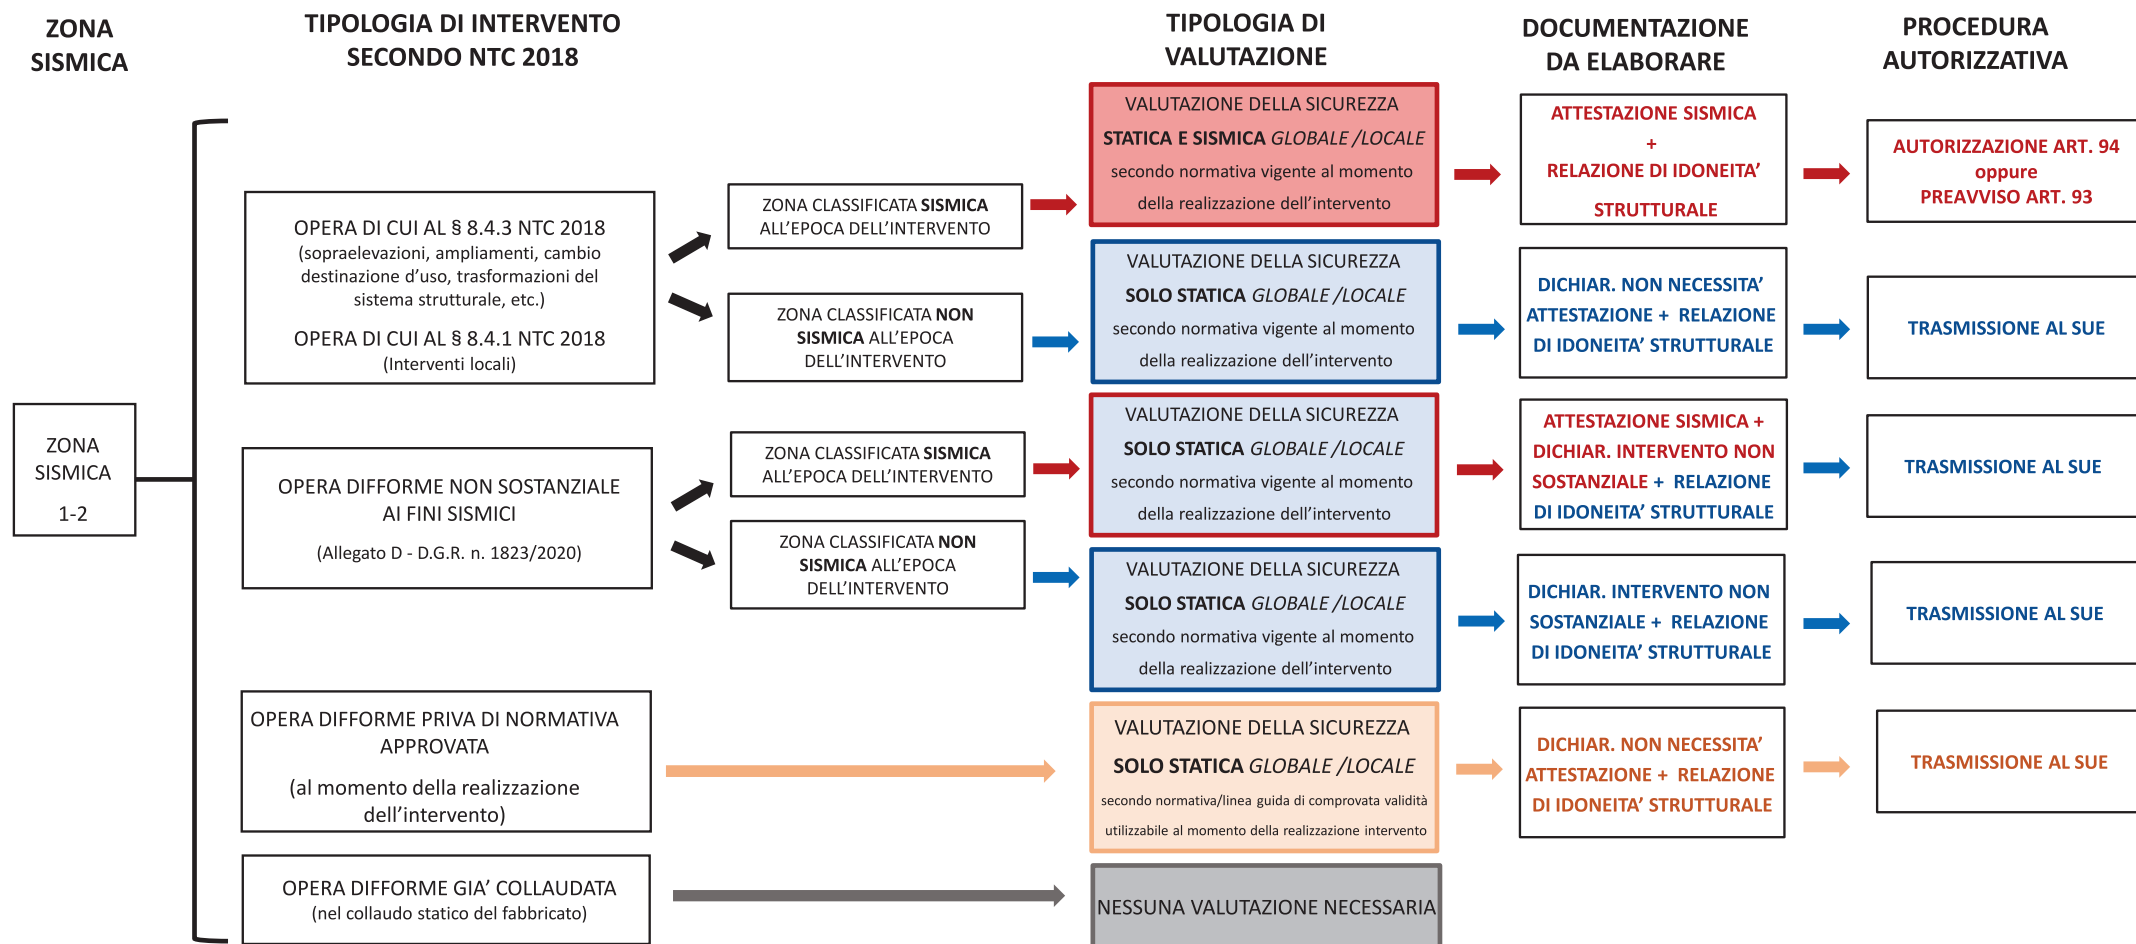 ZONA
SISMICA
TIPOLOGIA DI INTERVENTO
SECONDO NTC 2018
TIPOLOGIA DI
VALUTAZIONE
DOCUMENTAZIONE
DA ELABORARE
PROCEDURA
AUTORIZZATIVA
ZONA
SISMICA
1-2
OPERA DI CUI AL § 8.4.3 NTC 2018
(sopraelevazioni, ampliamenti, cambio
destinazione d’uso, trasformazioni del
sistema strutturale, etc.)
OPERA DI CUI AL § 8.4.1 NTC 2018
(Interventi locali)
ZONA CLASSIFICATA SISMICA
ALL’EPOCA DELL’INTERVENTO
VALUTAZIONE DELLA SICUREZZA
STATICA E SISMICA GLOBALE /LOCALE
secondo normativa vigente al momento
della realizzazione dell’intervento
ATTESTAZIONE SISMICA
+
RELAZIONE DI IDONEITA’
STRUTTURALE
AUTORIZZAZIONE ART. 94
oppure
PREAVVISO ART. 93
ZONA CLASSIFICATA NON
SISMICA ALL’EPOCA
DELL’INTERVENTO
VALUTAZIONE DELLA SICUREZZA
SOLO STATICA GLOBALE /LOCALE
secondo normativa vigente al momento
della realizzazione dell’intervento
DICHIAR. NON NECESSITA’
ATTESTAZIONE + RELAZIONE
DI IDONEITA’ STRUTTURALE
TRASMISSIONE AL SUE
OPERA DIFFORME NON SOSTANZIALE
AI FINI SISMICI
(Allegato D - D.G.R. n. 1823/2020)
ZONA CLASSIFICATA SISMICA
ALL’EPOCA DELL’INTERVENTO
VALUTAZIONE DELLA SICUREZZA
SOLO STATICA GLOBALE /LOCALE
secondo normativa vigente al momento
della realizzazione dell’intervento
ATTESTAZIONE SISMICA +
DICHIAR. INTERVENTO NON
SOSTANZIALE + RELAZIONE
DI IDONEITA’ STRUTTURALE
TRASMISSIONE AL SUE
ZONA CLASSIFICATA NON
SISMICA ALL’EPOCA
DELL’INTERVENTO
VALUTAZIONE DELLA SICUREZZA
SOLO STATICA GLOBALE /LOCALE
secondo normativa vigente al momento
della realizzazione dell’intervento
DICHIAR. INTERVENTO NON
SOSTANZIALE + RELAZIONE
DI IDONEITA’ STRUTTURALE
TRASMISSIONE AL SUE
OPERA DIFFORME PRIVA DI NORMATIVA
APPROVATA
(al momento della realizzazione
dell’intervento)
VALUTAZIONE DELLA SICUREZZA
SOLO STATICA GLOBALE /LOCALE
secondo normativa/linea guida di comprovata validità
utilizzabile al momento della realizzazione intervento
DICHIAR. NON NECESSITA’
ATTESTAZIONE + RELAZIONE
DI IDONEITA’ STRUTTURALE
TRASMISSIONE AL SUE
OPERA DIFFORME GIA’ COLLAUDATA
(nel collaudo statico del fabbricato)
NESSUNA VALUTAZIONE NECESSARIA